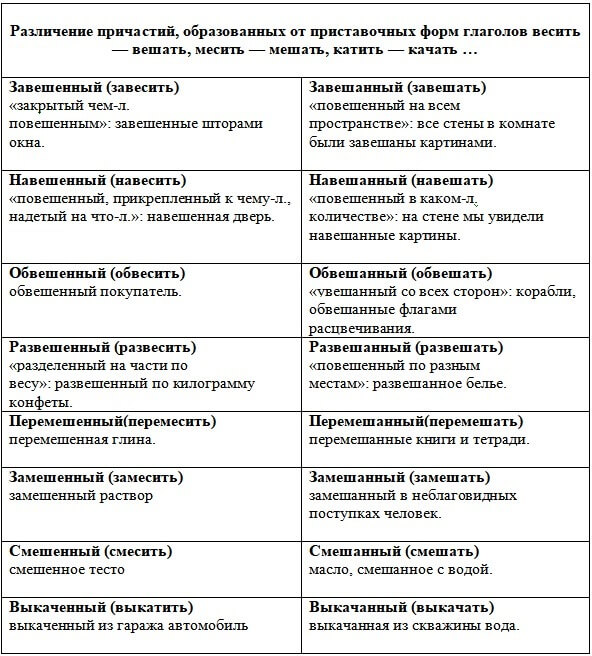 Различение причастий, образованных от приставочных форм глаголов весить
— вешать, месить — мешать, катить — качать …
Завешенный (завесить)
«закрытый чем-л.
повешенным»: завешенные шторами
окна.
Завешанный (завешать)
«повешенный на всем
пространстве»: все стены в комнате
были завешаны картинами.
Навешенный (навесить)
«повешенный, прикрепленный к чему-л.,
надетый на что-л.»: навешенная дверь.
Навешанный (навешать)
«повешенный в каком-л,
количестве»: на стене мы увидели
навешанные картины.
Обвешенный (обвесить)
обвешенный покупатель.
Обвешанный (обвешать)
«увешанный со всех сторон»: корабли,
обвешанные флагами
расцвечивания.
Развешенный (развесить)
«разделенный на части по
весу»: развешенный по килограмму
конфеты.
Развешанный (развешать)
«повешенный по разным
местам»: развешанное белье.
Перемешенный(перемесить)
перемешенная глина.
Перемешанный(перемешать)
перемешанные книги и тетради.
Замешенный (замесить)
замешенный раствор
Замешанный (замешать)
замешанный в неблаговидных
поступках человек.
Смешенный (смесить)
смешенное тесто
Смешанный (смешать)
масло, смешанное с водой.
Выкаченный (выкатить)
выкаченный из гаража автомобиль
Выкачанный (выкачать)
выкачанная из скважины вода.